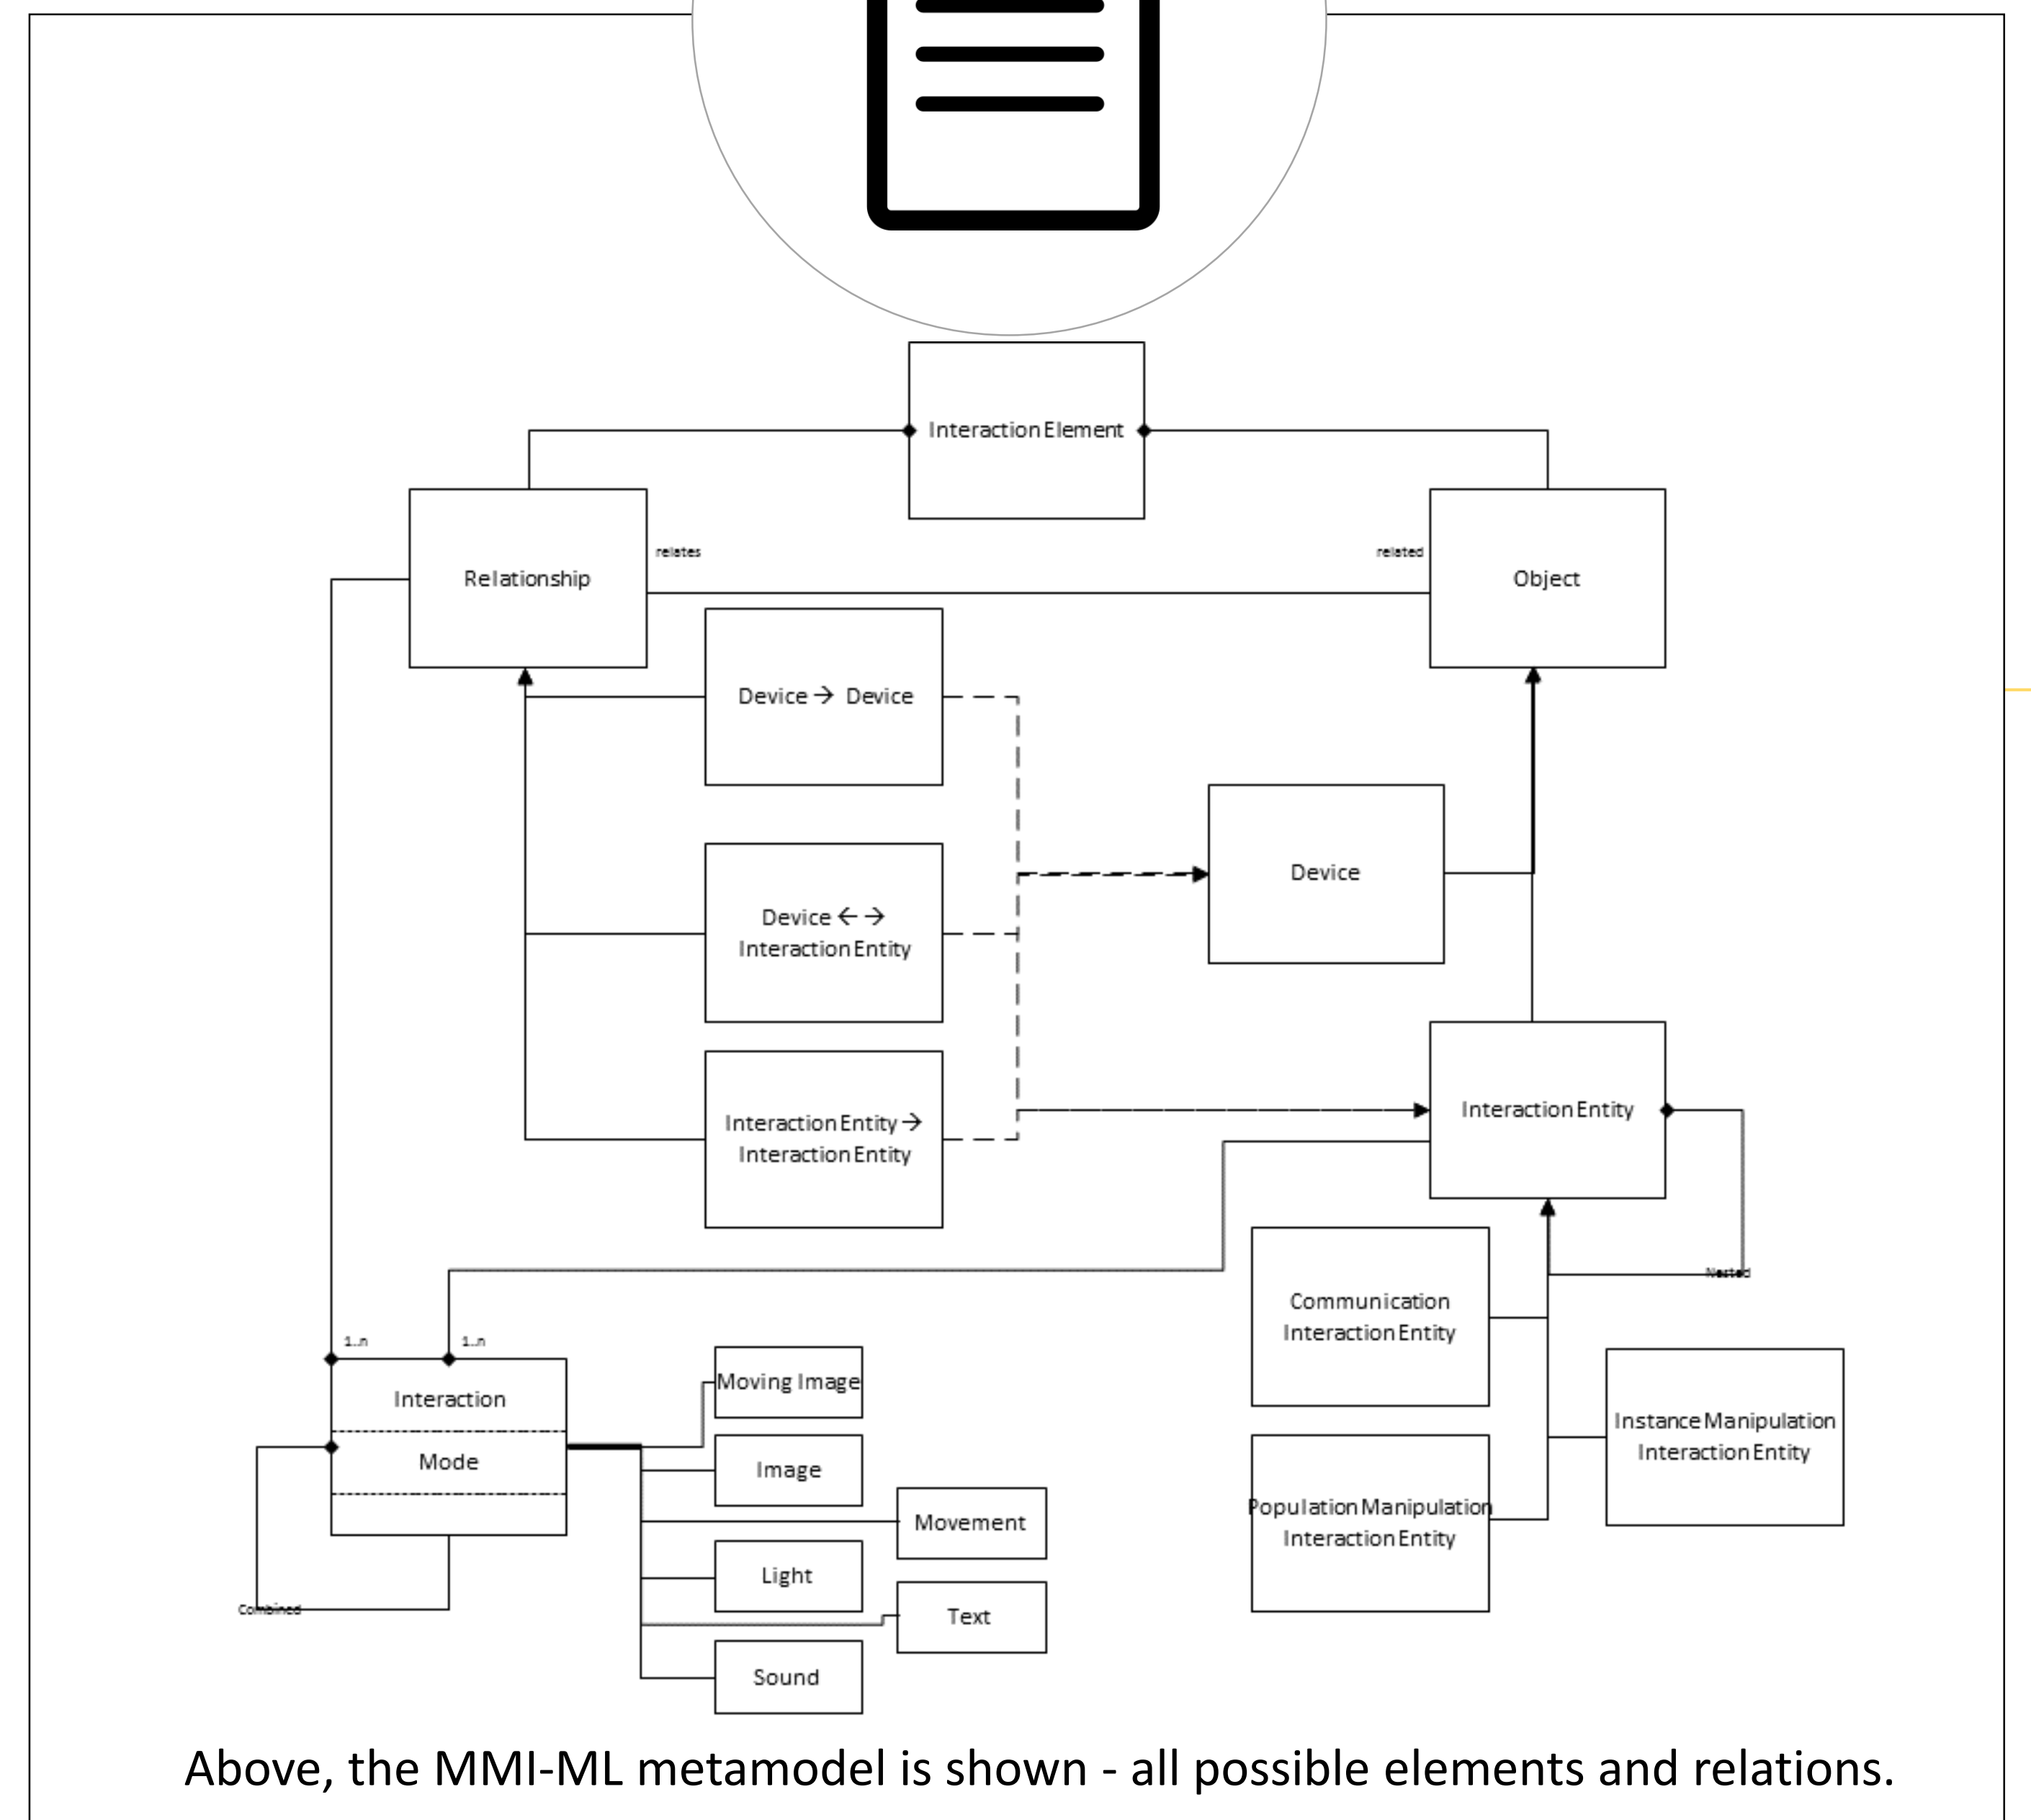 Interaction Element
relates
related
Relationship
Object
Device → Device
Device
Device ← →
Interaction Entity
Interaction Entity
Interaction Entity →
Interaction Entity
Nested
Communication
Interaction Entity
1..n
1..n
Moving Image
Interaction
Instance Manipulation
Interaction Entity
Mode
Image
Population Manipulation
Interaction Entity
Movement
Light
Combined
Text
Sound
Above, the MMI-ML metamodel is shown - all possible elements and relations.